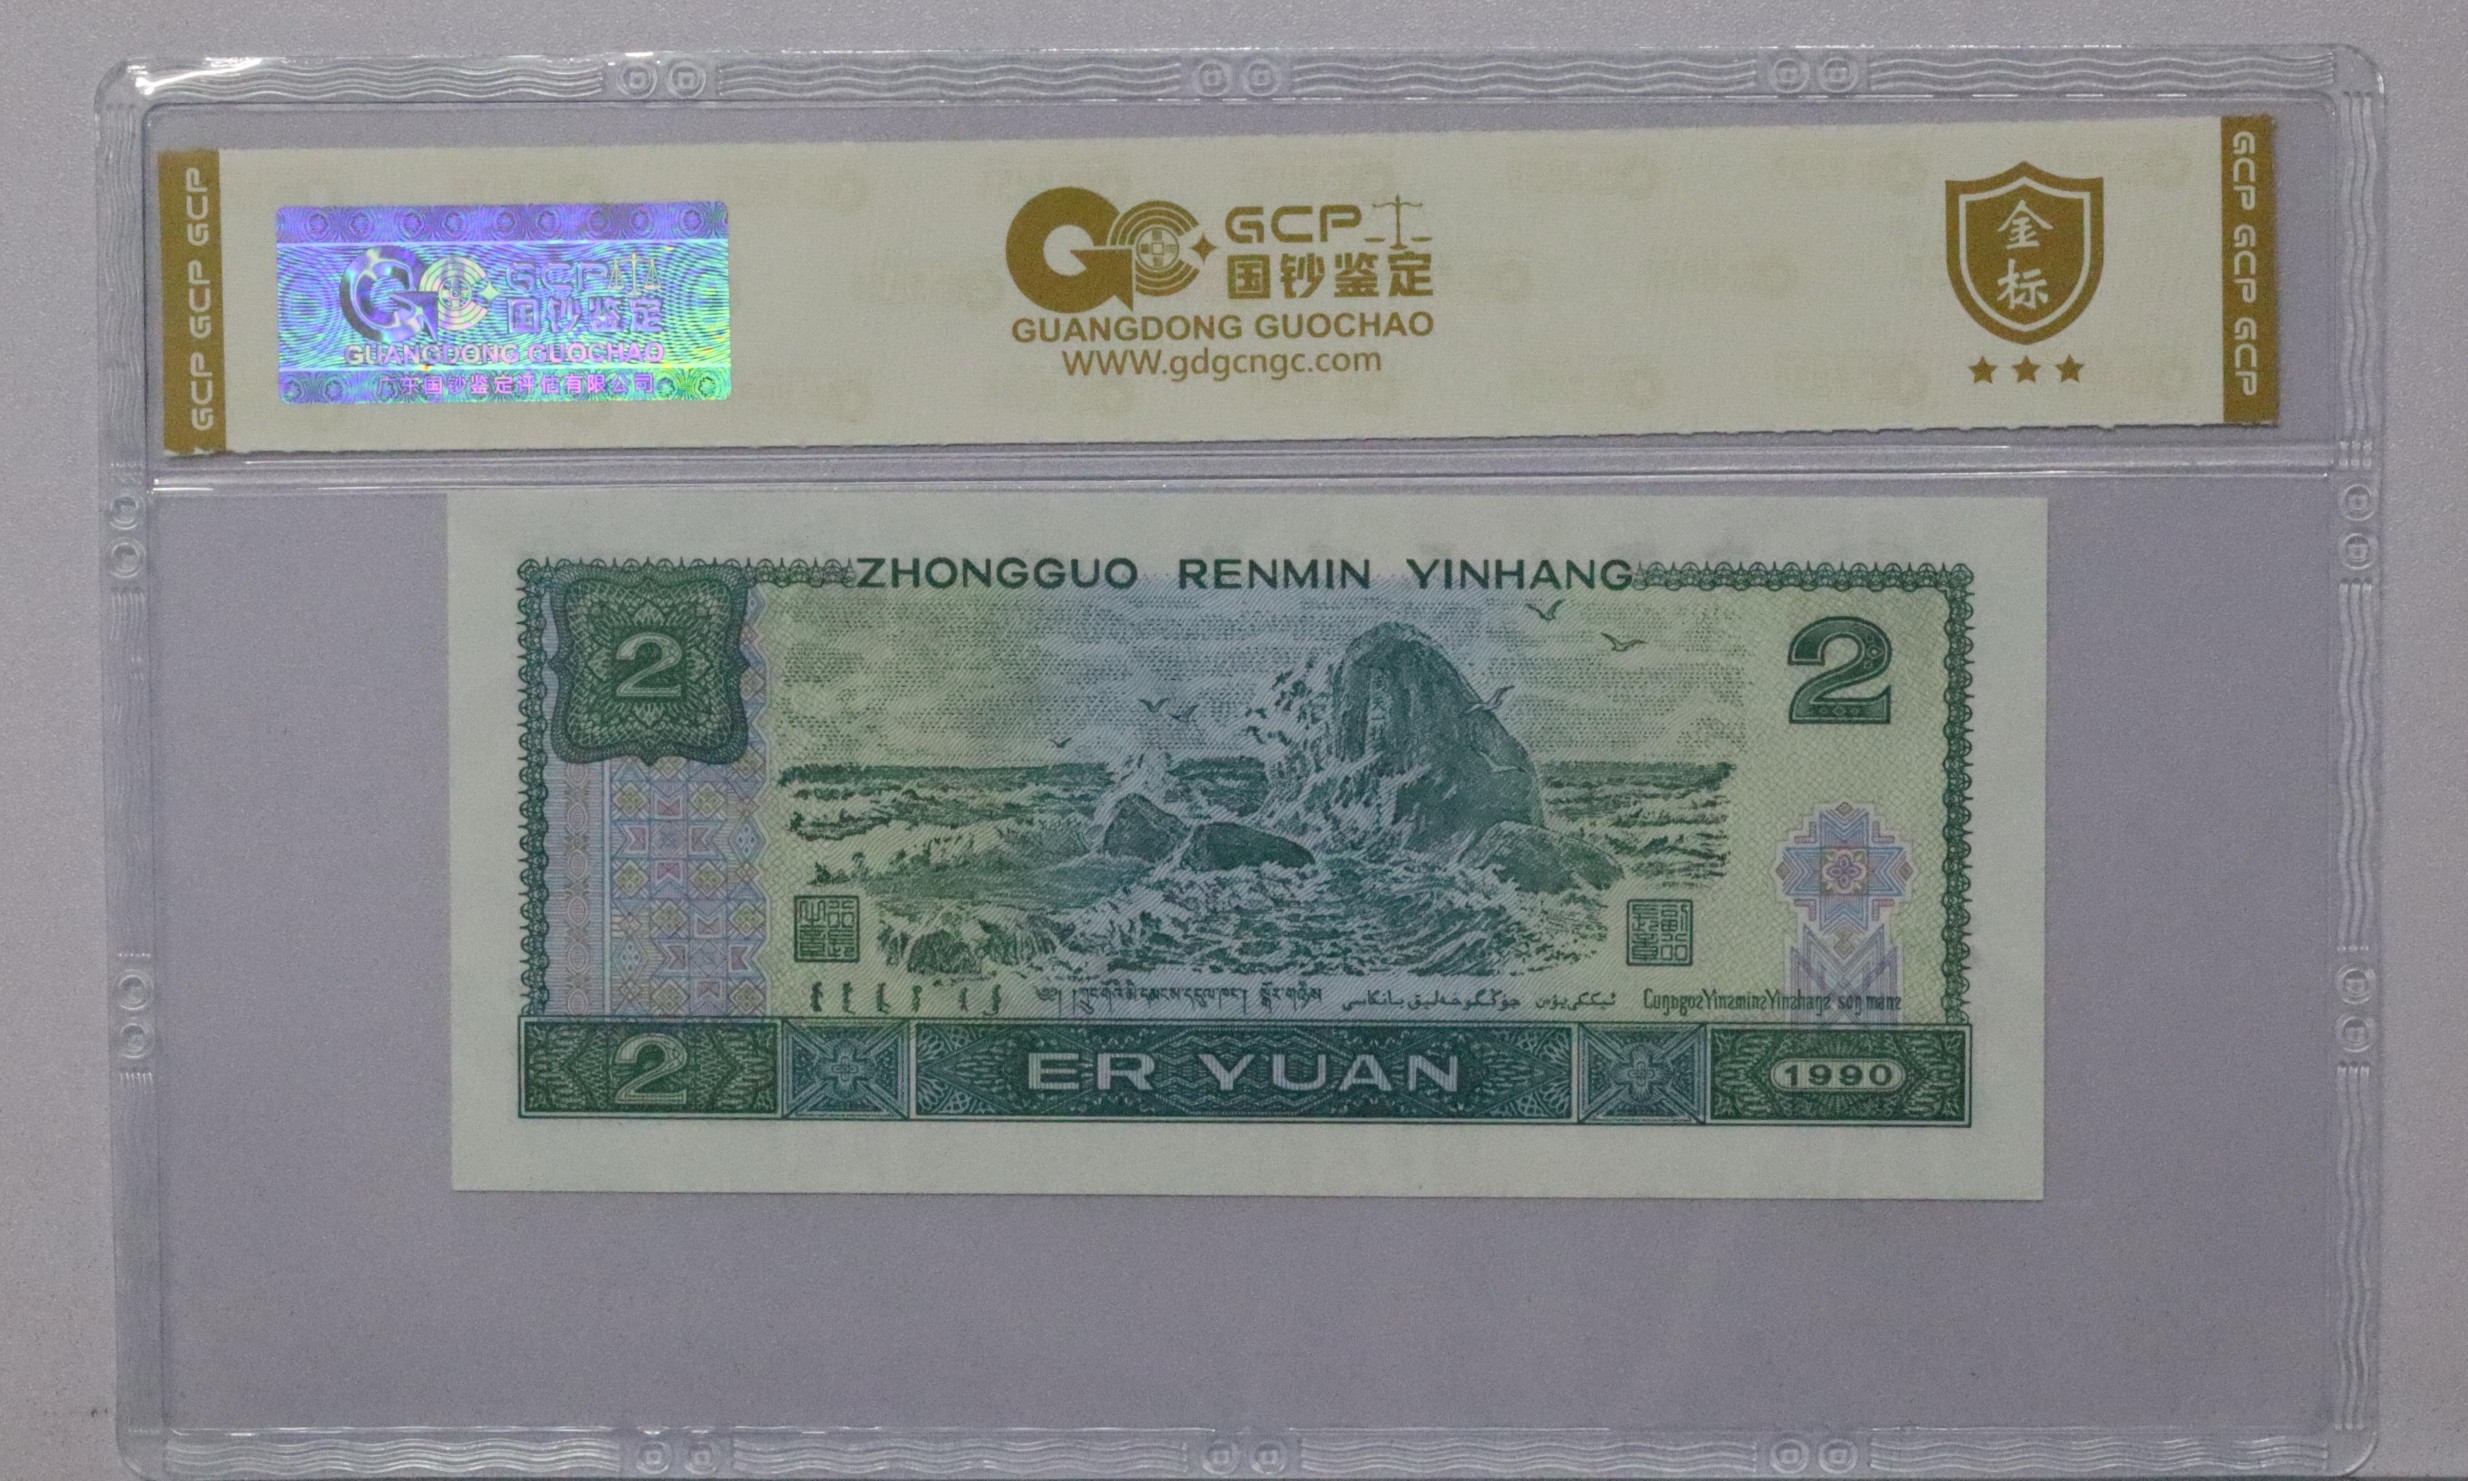 GCP GCP GCP
GCP
国钞鉴定
GUANGDONG GUOCHAO
广东国钞鉴定评估有限公司
GC
GCP
国钞鉴定
GUANGDONG GUOCHAO
WWW.gdgcngc.com
金
标
GCP GCP GCP
ZHONGGUO RENMIN YINHANG
2
2
2
ER YUAN
1990